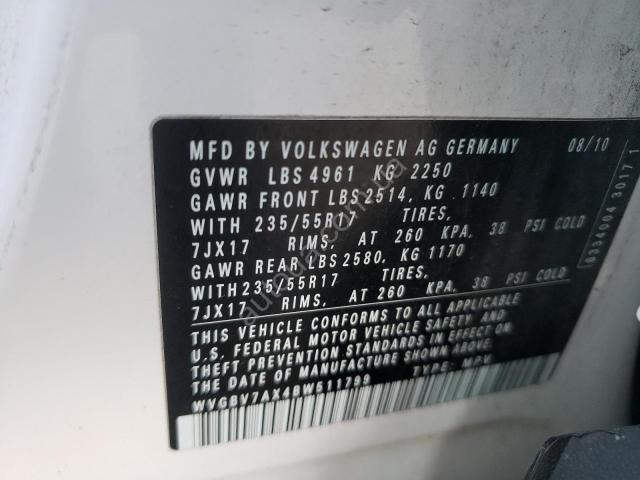 MFD BY VOLKSWAGEN AG GERMANY 08/10
GVWR LBS 4961 KG 2250
GAWR FRONT LBS 2514, KG 1140
WITH 235/55R17 TIRES,
7JX17 RIMS, AT 260 KPA, 38 PSI COLD
GAWR REAR LBS 2580, KG 1170
WITH235/55R17 TIRES,
7JX17 RIMS, AT 260 KPA, 38 PSI COLD
THIS VEHICLE CONFORMS TO ALL APPLICABLE
U.S. FEDERAL MOTOR VEHICLE SAFETY AND
THEFT PREVENTION STANDARDS IN EFFECT ON
THE DATE OF MANUFACTURE SHOWN ABOVE.
WVGBV7AX4BW511799 TYPE: MPV